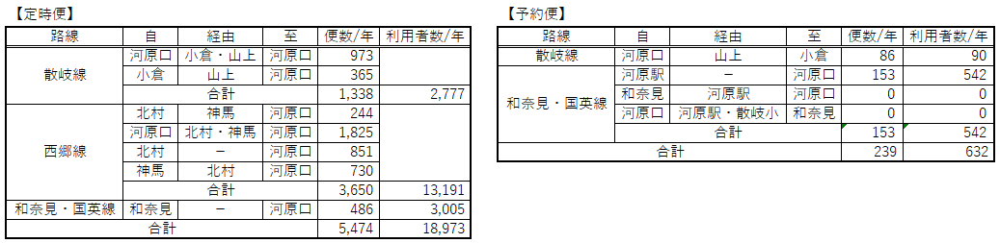 【定時便】
路線 自 経由 至 便数/年 利用者数/年
散岐線 河原口 小倉・山上 河原口 973
小倉 山上 河原口 365
合計 1,338 2,777
西郷線 北村 神馬 河原口 244
河原口 北村・神馬 河原口 1,825
北村 － 河原口 851
神馬 北村 河原口 730
合計 3,650 13,191
和奈見・国英線 和奈見 － 河原口 486 3,005
合計 5,474 18,973
【予約便】
路線 自 経由 至 便数/年 利用者数/年
散岐線 河原口 山上 小倉 86 90
和奈見・国英線 河原駅 － 河原口 153 542
和奈見 河原駅 河原口 0 0
河原口 河原駅・散岐小 和奈見 0 0
合計 153 542
合計 239 632